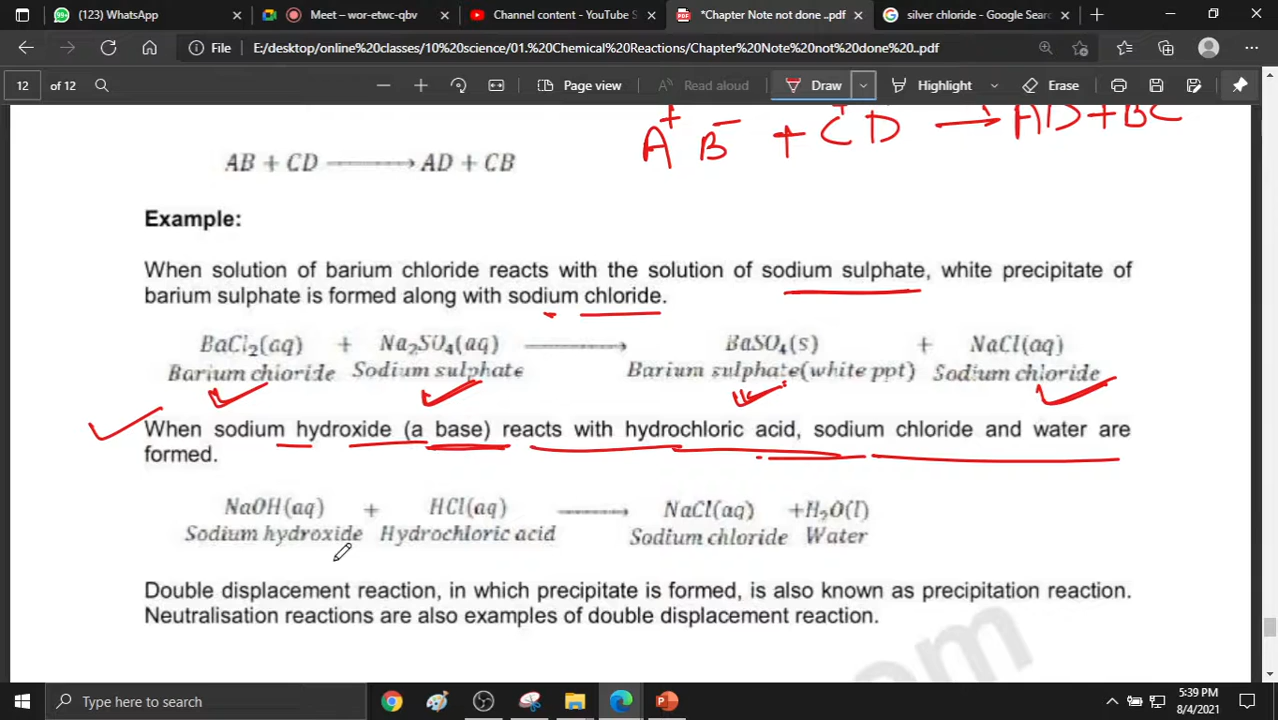 (3) WhatsApp
Meet – wor-etwc-qbv
Channel content - YouTube S
*Chapter Note not done ..pdf
silver chloride - Google Sear
File
E:/desktop/online%20classes/10%20science/01.%20Chemical%20Reactions/Chapter%20Note%20not%20done%20..pdf
12 of 12
Page view
Read aloud
Draw
Highlight
Erase
A⁺ B⁻ + C⁺ D → AD + BC
AB + CD ⟶ AD + CB
Example:
When solution of barium chloride reacts with the solution of sodium sulphate, white precipitate of
barium sulphate is formed along with sodium chloride.
BaCl₂(aq) + Na₂SO₄(aq) ⟶ BaSO₄(s) + NaCl(aq)
Barium chloride Sodium sulphate Barium sulphate(white ppt) Sodium chloride
When sodium hydroxide (a base) reacts with hydrochloric acid, sodium chloride and water are
formed.
NaOH(aq) + HCl(aq) ⟶ NaCl(aq) +H₂O(l)
Sodium hydroxide Hydrochloric acid Sodium chloride Water
Double displacement reaction, in which precipitate is formed, is also known as precipitation reaction.
Neutralisation reactions are also examples of double displacement reaction.
om
Type here to search
5:39 PM
8/4/2021